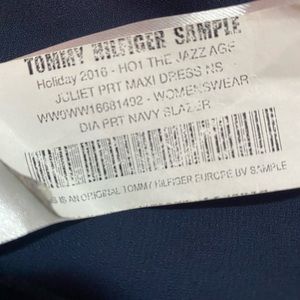 TOMMY HILFIGER SAMPLE
Holiday 2016 - HO1 THE JAZZ AGE
JULIET PRT MAXI DRESS NS
WW0WW16681492 - WOMENSWEAR
DIA PRT NAVY BLAZER
IS AN ORIGINAL TOMMY HILFIGER EUROPE BV SAMPLE